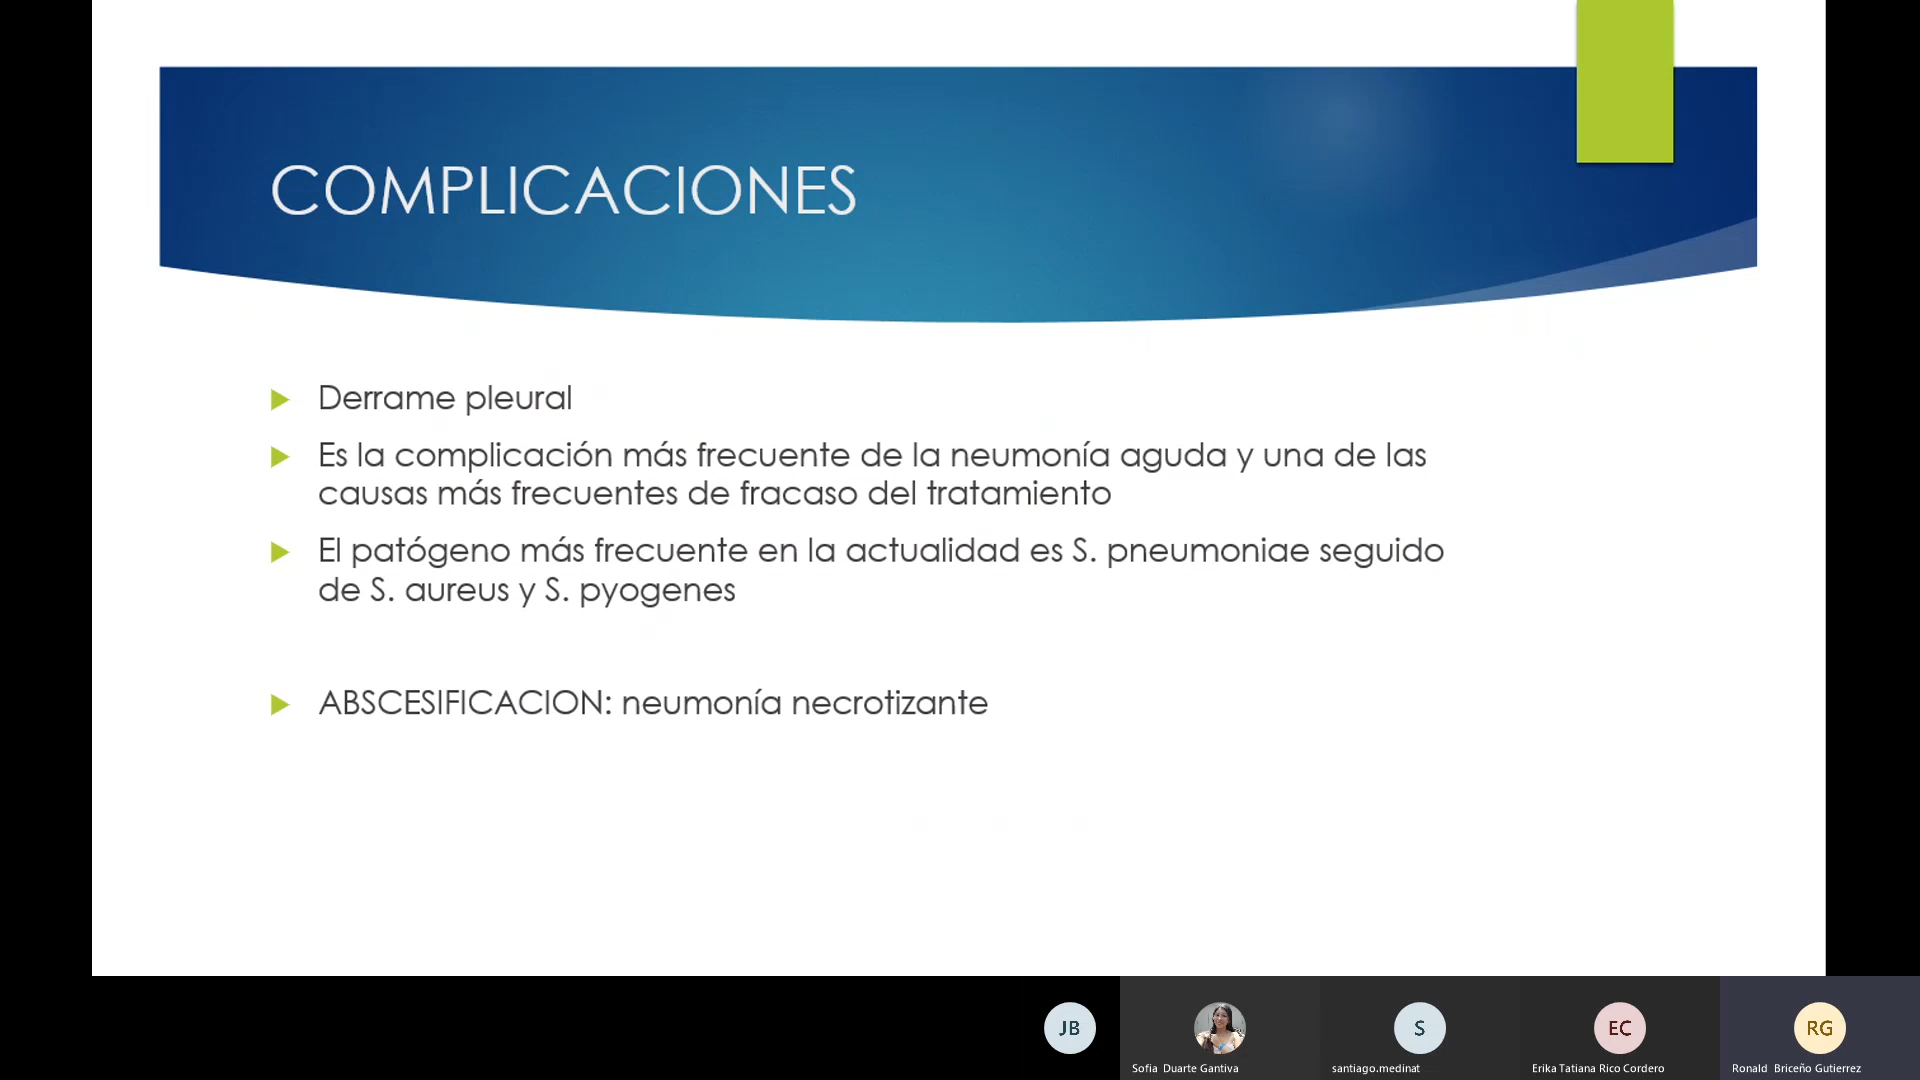 COMPLICACIONES
Derrame pleural
Es la complicación más frecuente de la neumonía aguda y una de las
causas más frecuentes de fracaso del tratamiento
El patógeno más frecuente en la actualidad es S. pneumoniae seguido
de S. aureus y S. pyogenes
ABSCESIFICACION: neumonía necrotizante
JB
S
EC
RG
Sofia Duarte Gantiva
santiago.medinat
Erika Tatiana Rico Cordero
Ronald Briceño Gutierrez